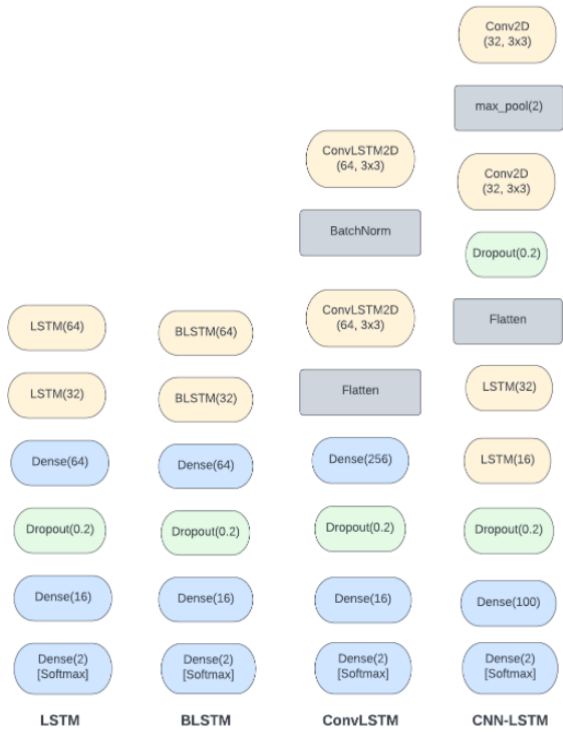 LSTM(64)
LSTM(32)
Dense(64)
Dropout(0.2)
Dense(16)
Dense(2)
[Softmax]
LSTM
BLSTM(64)
BLSTM(32)
Dense(64)
Dropout(0.2)
Dense(16)
Dense(2)
[Softmax]
BLSTM
ConvLSTM2D
(64, 3x3)
BatchNorm
ConvLSTM2D
(64, 3x3)
Flatten
Dense(256)
Dropout(0.2)
Dense(16)
Dense(2)
[Softmax]
ConvLSTM
Conv2D
(32, 3x3)
max_pool(2)
Conv2D
(32, 3x3)
Dropout(0.2)
Flatten
LSTM(32)
LSTM(16)
Dropout(0.2)
Dense(100)
Dense(2)
[Softmax]
CNN-LSTM